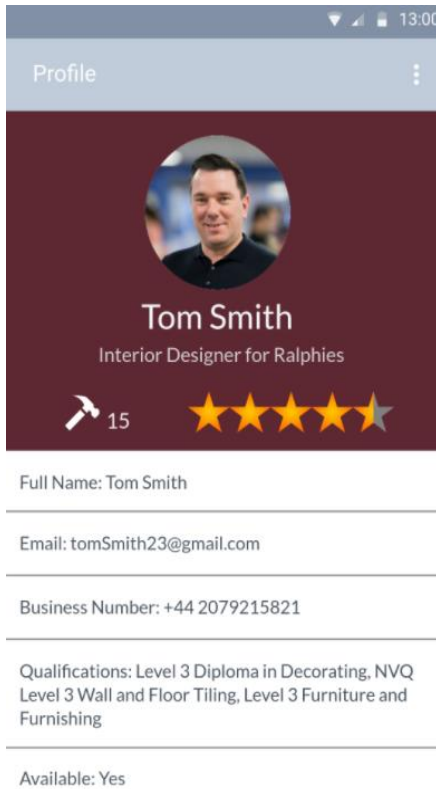 13:00
Profile
Tom Smith
Interior Designer for Ralphies
15
Full Name: Tom Smith
Email: tomSmith23@gmail.com
Business Number: +44 2079215821
Qualifications: Level 3 Diploma in Decorating, NVQ
Level 3 Wall and Floor Tiling, Level 3 Furniture and
Furnishing
Available: Yes